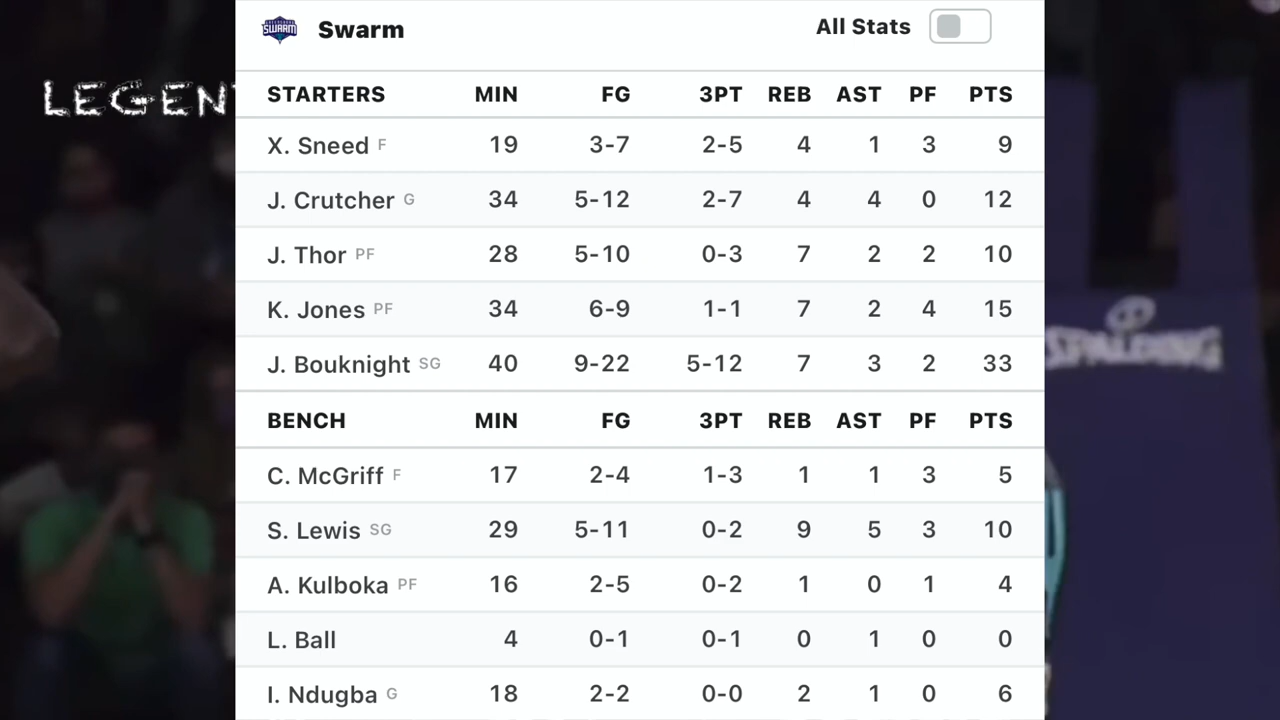 SWARM Swarm All Stats
LEGEN
STARTERS MIN FG 3PT REB AST PF PTS
X. Sneed F 19 3-7 2-5 4 1 3 9
J. Crutcher G 34 5-12 2-7 4 4 0 12
J. Thor PF 28 5-10 0-3 7 2 2 10
K. Jones PF 34 6-9 1-1 7 2 4 15
SPALDING
J. Bouknight SG 40 9-22 5-12 7 3 2 33
BENCH MIN FG 3PT REB AST PF PTS
C. McGriff F 17 2-4 1-3 1 1 3 5
S. Lewis SG 29 5-11 0-2 9 5 3 10
A. Kulboka PF 16 2-5 0-2 1 0 1 4
L. Ball 4 0-1 0-1 0 1 0 0
I. Ndugba G 18 2-2 0-0 2 1 0 6